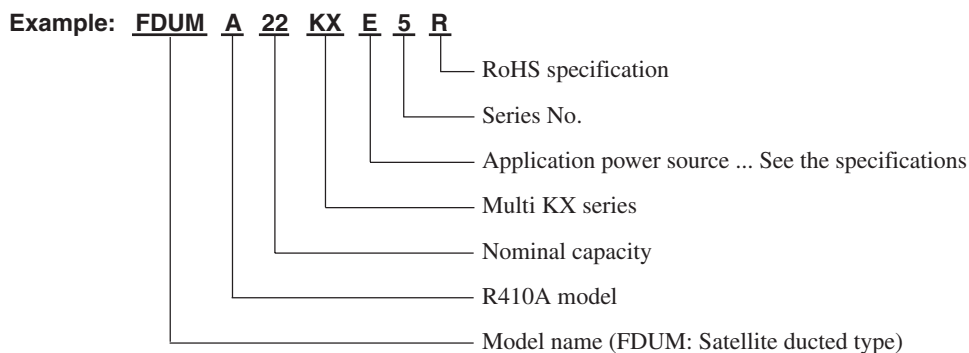 Example: FDUM A 22 KX E 5 R
RoHS specification
Series No.
Application power source ... See the specifications
Multi KX series
Nominal capacity
R410A model
Model name (FDUM: Satellite ducted type)